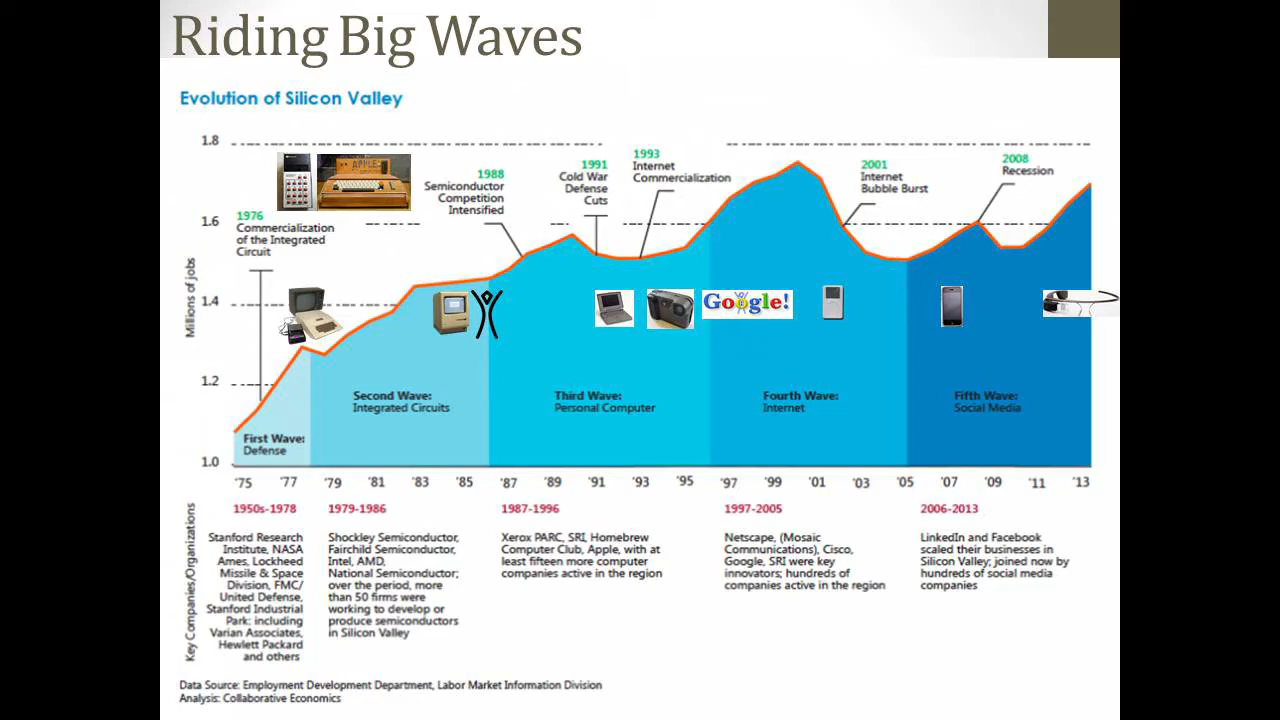 Riding Big Waves
Evolution of Silicon Valley
Millions of jobs
1.8
1.6
1.4
1.2
1.0
1976
Commercialization
of the Integrated
Circuit
APPLE
1988
Semiconductor
Competition
Intensified
1991
Cold War
Defense
Cuts
1993
Internet
Commercialization
2001
Internet
Bubble Burst
2008
Recession
Google!
First Wave:
Defense
Second Wave:
Integrated Circuits
Third Wave:
Personal Computer
Fourth Wave:
Internet
Fifth Wave:
Social Media
'75 '77 '79 '81 '83 '85 '87 '89 '91 '93 '95 '97 '99 '01 '03 '05 '07 '09 '11 '13
Key Companies/Organizations
1950s-1978
Stanford Research
Institute, NASA
Ames, Lockheed
Missile & Space
Division, FMC/
United Defense,
Stanford Industrial
Park: including
Varian Associates,
Hewlett Packard
and others
1979-1986
Shockley Semiconductor,
Fairchild Semiconductor,
Intel, AMD,
National Semiconductor;
over the period, more
than 50 firms were
working to develop or
produce semiconductors
in Silicon Valley
1987-1996
Xerox PARC, SRI, Homebrew
Computer Club, Apple, with at
least fifteen more computer
companies active in the region
1997-2005
Netscape, (Mosaic
Communications), Cisco,
Google, SRI were key
innovators; hundreds of
companies active in the region
2006-2013
LinkedIn and Facebook
scaled their businesses in
Silicon Valley; joined now by
hundreds of social media
companies
Data Source: Employment Development Department, Labor Market Information Division
Analysis: Collaborative Economics